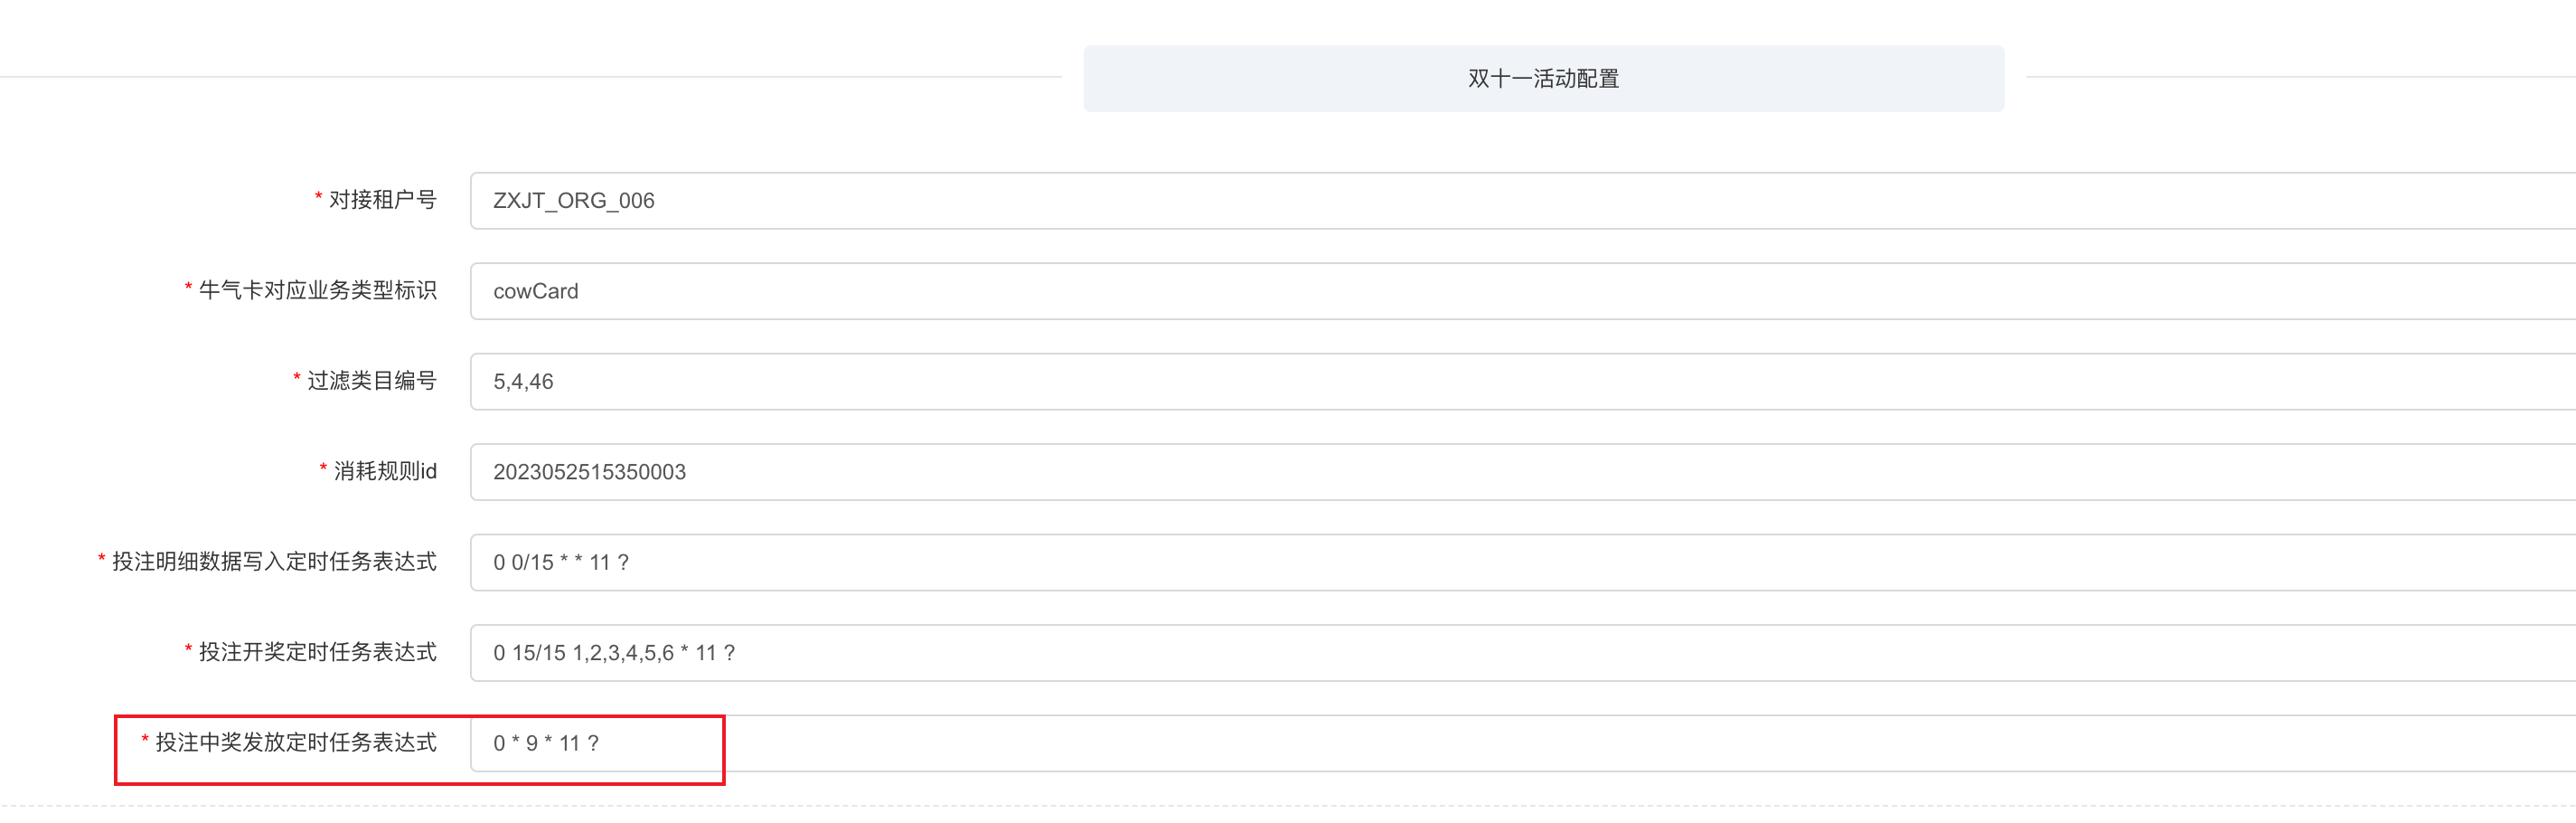 双十一活动配置
* 对接租户号 ZXJT_ORG_006
* 牛气卡对应业务类型标识 cowCard
* 过滤类目编号 5,4,46
* 消耗规则id 2023052515350003
* 投注明细数据写入定时任务表达式 0 0/15 * * 11 ?
* 投注开奖定时任务表达式 0 15/15 1,2,3,4,5,6 * 11 ?
* 投注中奖发放定时任务表达式 0 * 9 * 11 ?